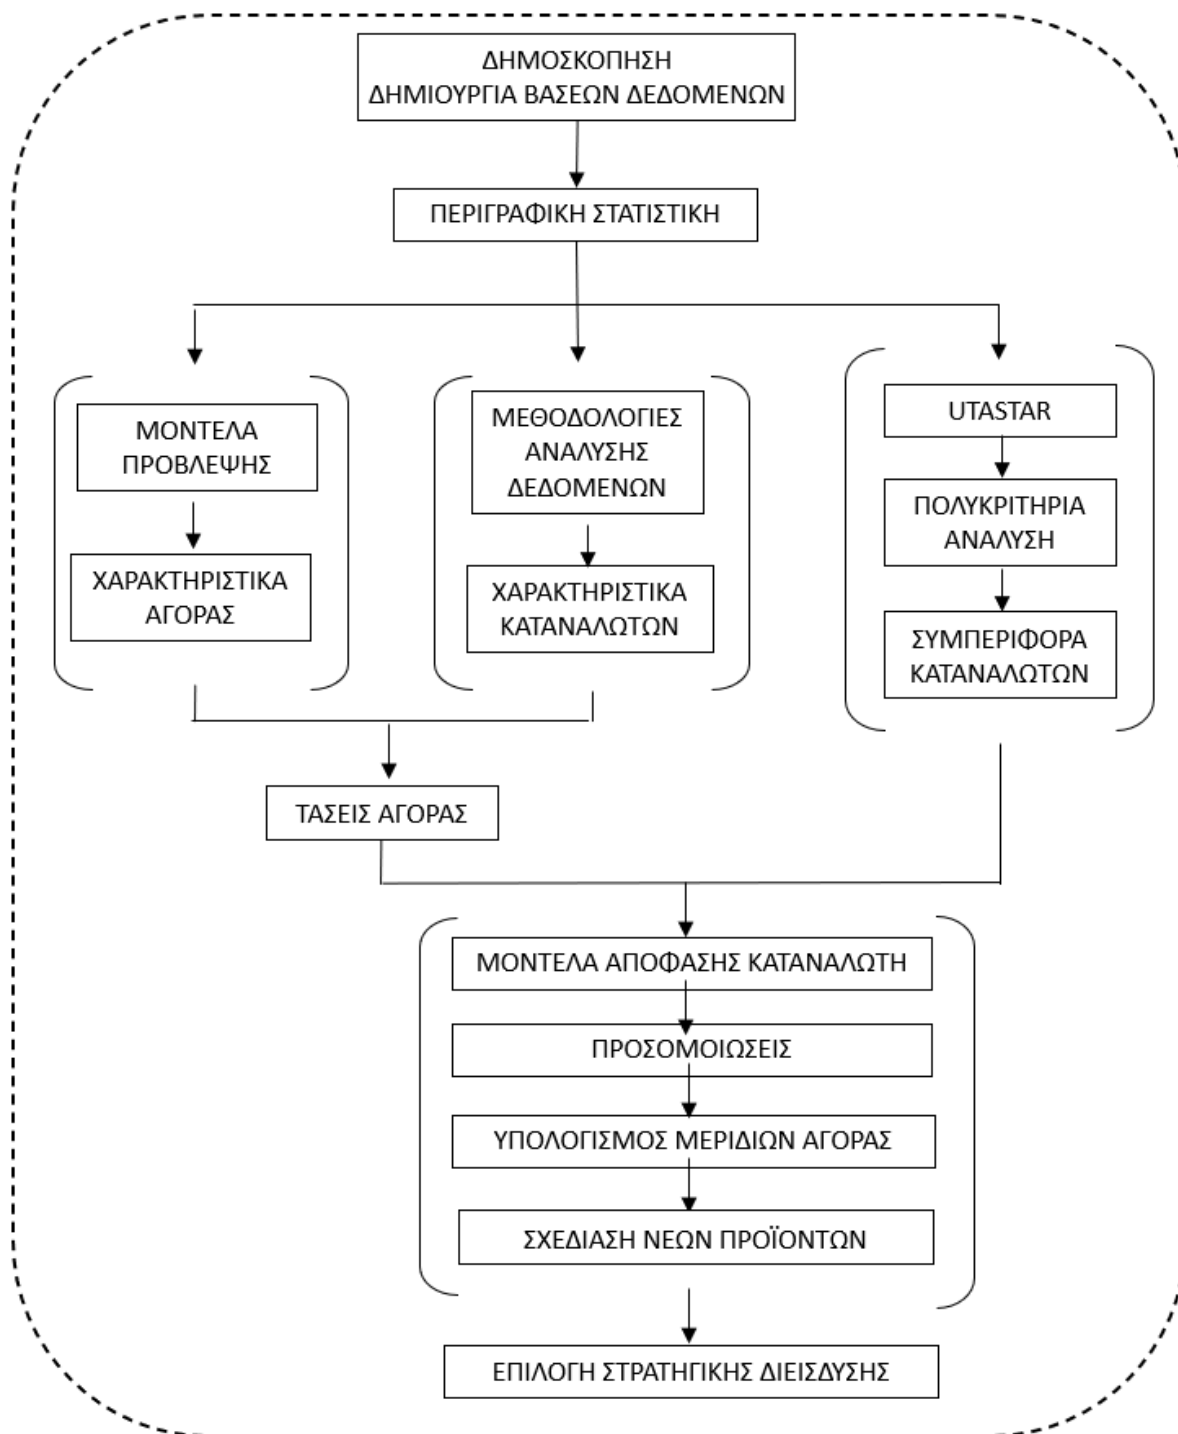 ΔΗΜΟΣΚΟΠΗΣΗ
ΔΗΜΙΟΥΡΓΙΑ ΒΑΣΕΩΝ ΔΕΔΟΜΕΝΩΝ
ΠΕΡΙΓΡΑΦΙΚΗ ΣΤΑΤΙΣΤΙΚΗ
ΜΟΝΤΕΛΑ
ΠΡΟΒΛΕΨΗΣ
ΧΑΡΑΚΤΗΡΙΣΤΙΚΑ
ΑΓΟΡΑΣ
ΜΕΘΟΔΟΛΟΓΙΕΣ
ΑΝΑΛΥΣΗΣ
ΔΕΔΟΜΕΝΩΝ
ΧΑΡΑΚΤΗΡΙΣΤΙΚΑ
ΚΑΤΑΝΑΛΩΤΩΝ
UTASTAR
ΠΟΛΥΚΡΙΤΗΡΙΑ
ΑΝΑΛΥΣΗ
ΣΥΜΠΕΡΙΦΟΡΑ
ΚΑΤΑΝΑΛΩΤΩΝ
ΤΑΣΕΙΣ ΑΓΟΡΑΣ
ΜΟΝΤΕΛΑ ΑΠΟΦΑΣΗΣ ΚΑΤΑΝΑΛΩΤΗ
ΠΡΟΣΟΜΟΙΩΣΕΙΣ
ΥΠΟΛΟΓΙΣΜΟΣ ΜΕΡΙΔΙΩΝ ΑΓΟΡΑΣ
ΣΧΕΔΙΑΣΗ ΝΕΩΝ ΠΡΟΪΟΝΤΩΝ
ΕΠΙΛΟΓΗ ΣΤΡΑΤΗΓΙΚΗΣ ΔΙΕΙΣΔΥΣΗΣ